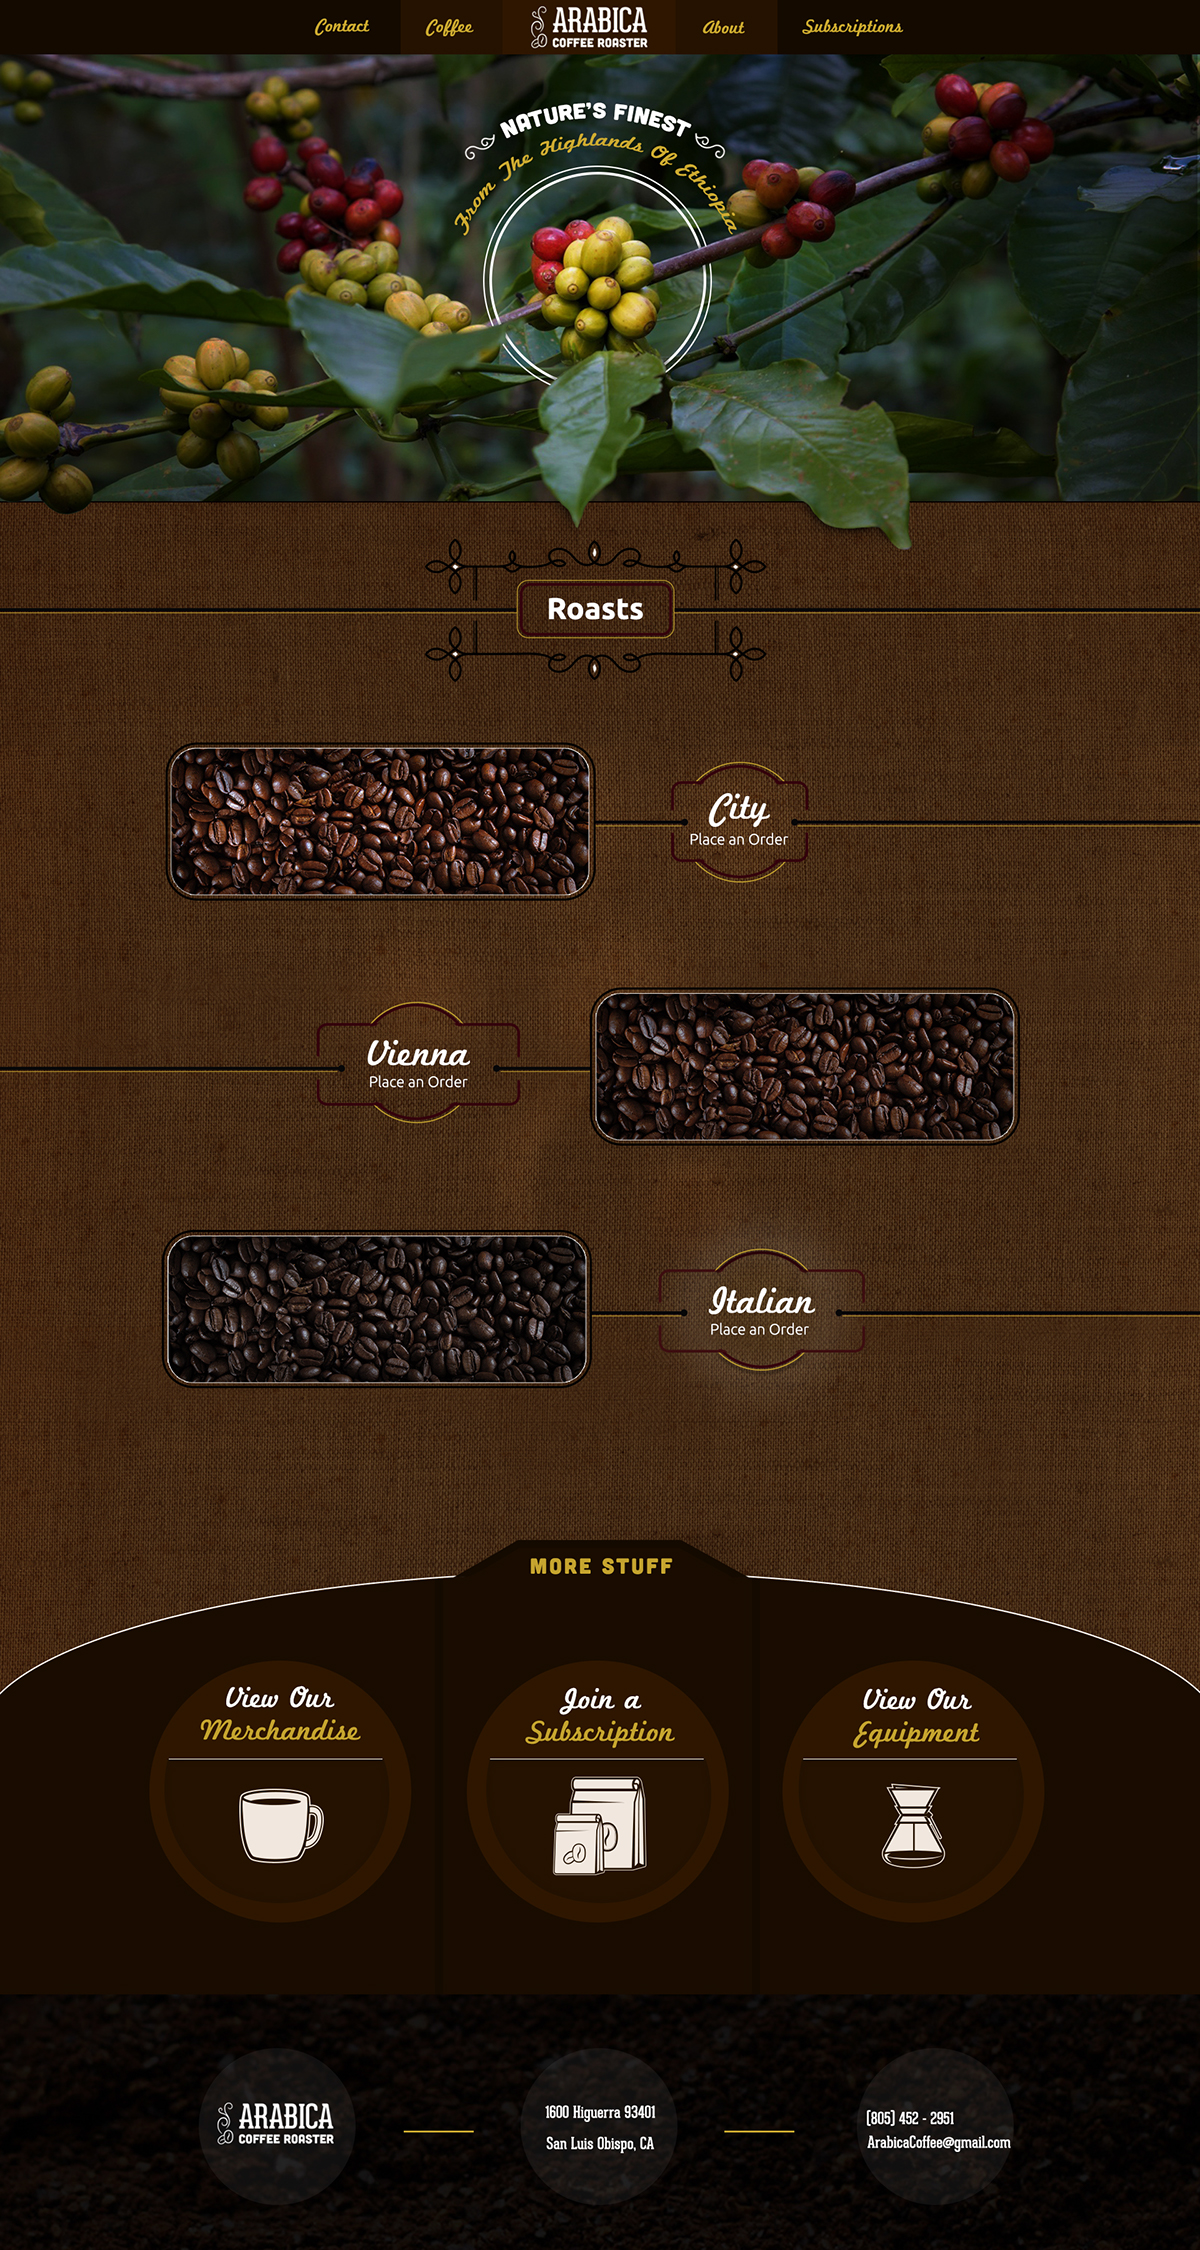 Contact
Coffee
ARABICA
COFFEE ROASTER
About
Subscriptions
NATURE'S FINEST
From The Highlands Of Ethiopia
Roasts
City
Place an Order
Vienna
Place an Order
Italian
Place an Order
MORE STUFF
View Our
Merchandise
Join a
Subscription
View Our
Equipment
ARABICA
COFFEE ROASTER
1600 Higuerra 93401
San Luis Obispo, CA
(805) 452 - 2951
ArabicaCoffee@gmail.com